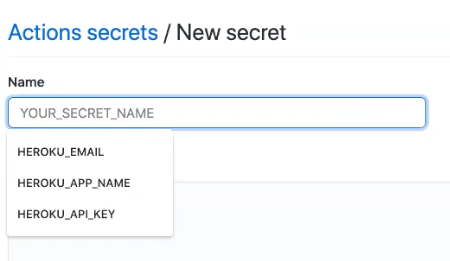 Actions secrets / New secret
Name
YOUR_SECRET_NAME
HEROKU_EMAIL
HEROKU_APP_NAME
HEROKU_API_KEY